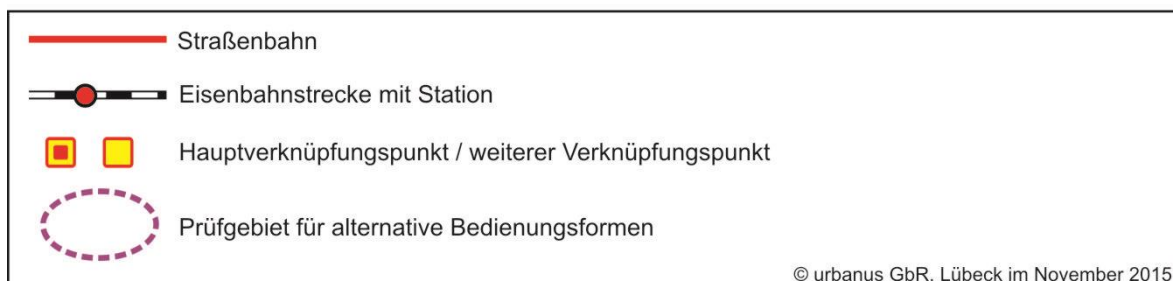 Straßenbahn
Eisenbahnstrecke mit Station
Hauptverknüpfungspunkt / weiterer Verknüpfungspunkt
Prüfgebiet für alternative Bedienungsformen
© urbanus GbR, Lübeck im November 2015